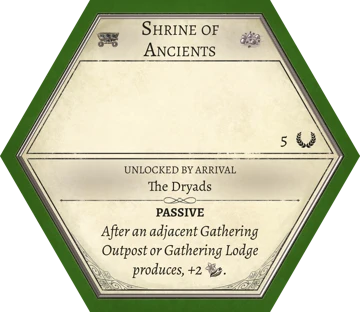 Shrine of
Ancients
5
UNLOCKED BY ARRIVAL
The Dryads
PASSIVE
After an adjacent Gathering
Outpost or Gathering Lodge
produces, +2 .